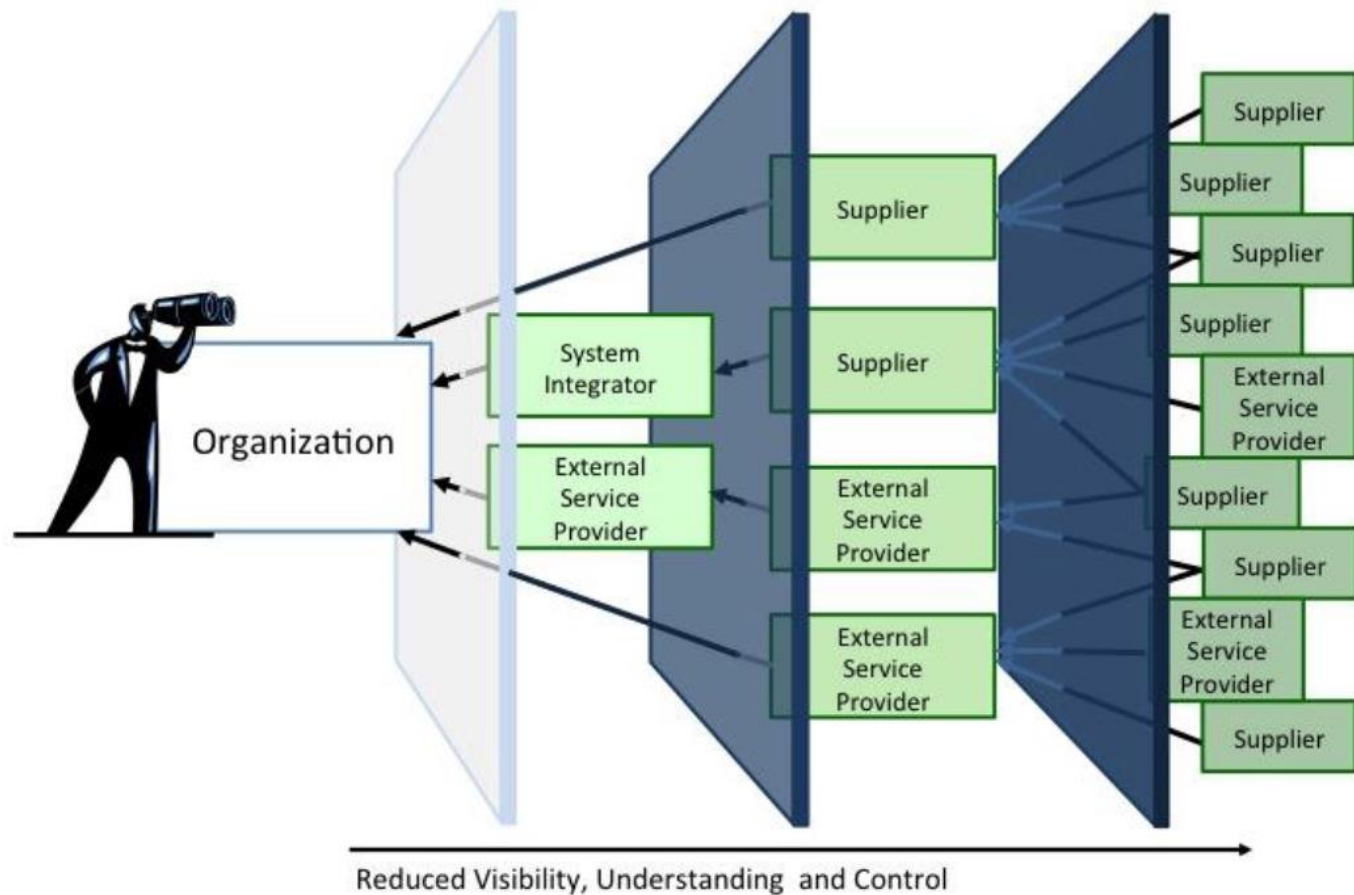 Organization
System
Integrator
External
Service
Provider
Supplier
Supplier
External
Service
Provider
External
Service
Provider
Supplier
Supplier
Supplier
Supplier
External
Service
Provider
Supplier
Supplier
External
Service
Provider
Supplier
Reduced Visibility, Understanding and Control